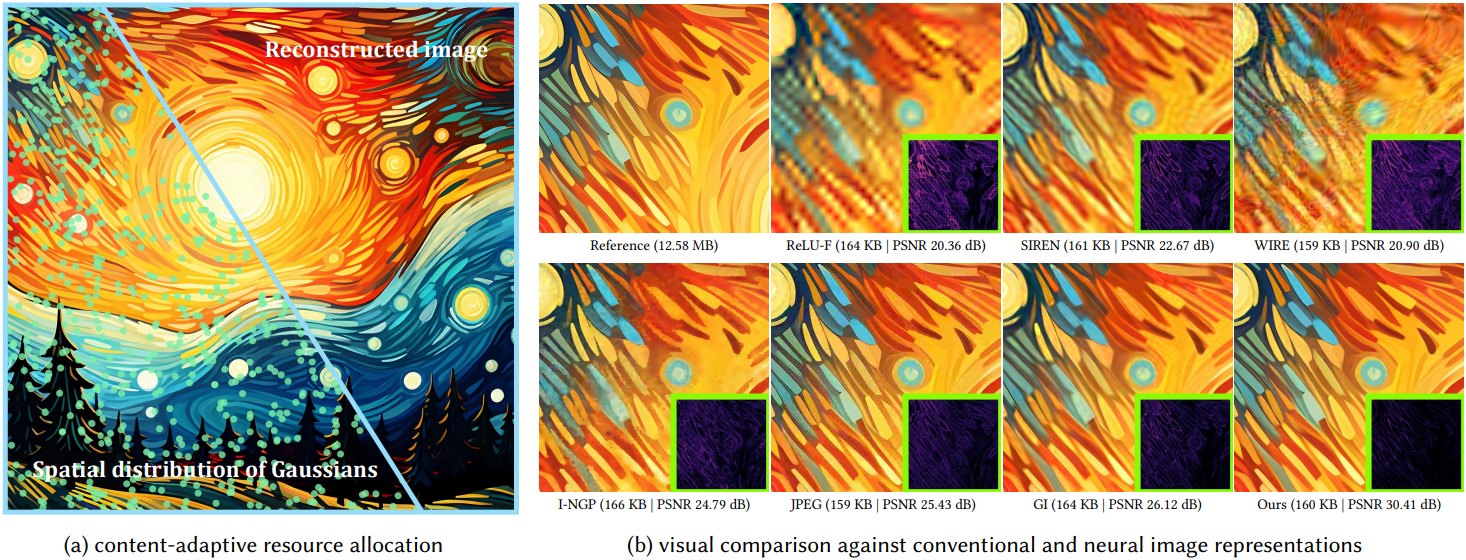 Reconstructed image
Spatial distribution of Gaussians
(a) content-adaptive resource allocation
Reference (12.58 MB)
ReLU-F (164 KB | PSNR 20.36 dB)
SIREN (161 KB | PSNR 22.67 dB)
WIRE (159 KB | PSNR 20.90 dB)
I-NGP (166 KB | PSNR 24.79 dB)
JPEG (159 KB | PSNR 25.43 dB)
GI (164 KB | PSNR 26.12 dB)
Ours (160 KB | PSNR 30.41 dB)
(b) visual comparison against conventional and neural image representations